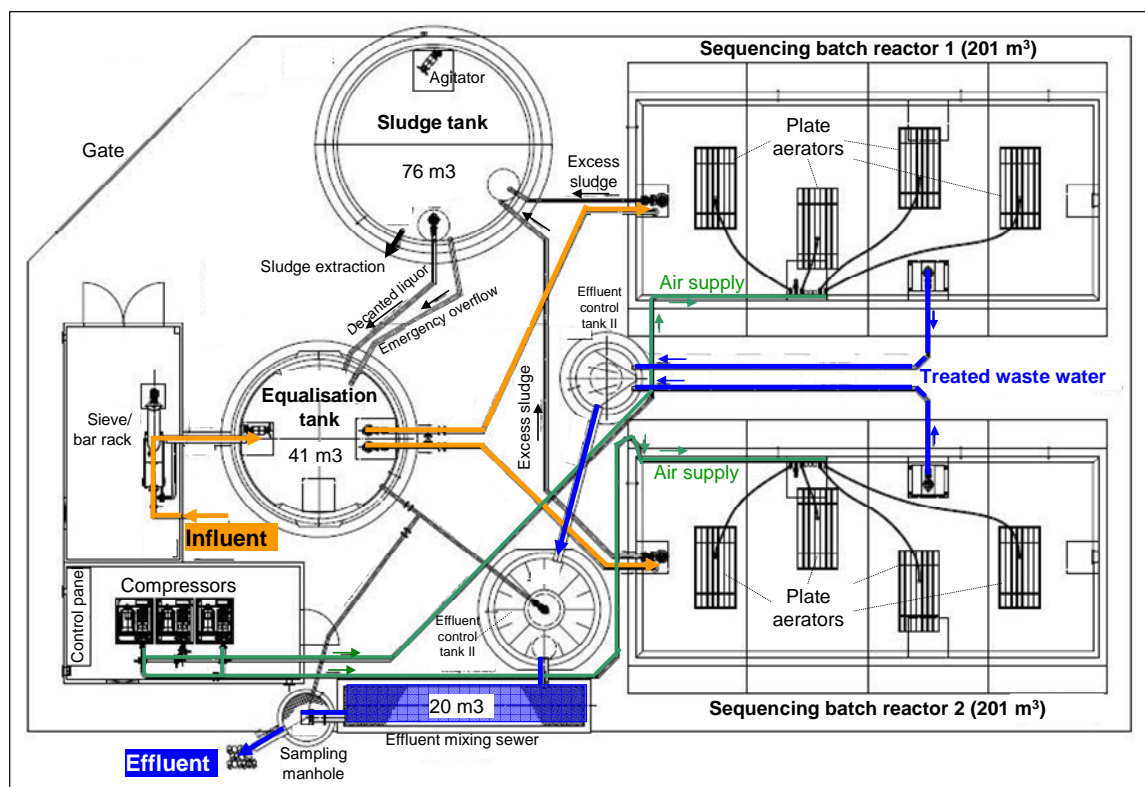 Sequencing batch reactor 1 (201 m³)
Agitator
Sludge tank
76 m3
Gate
Excess
sludge
Plate
aerators
Sludge extraction
Decanted liquor
Emergency overflow
Effluent
control
tank II
Air supply
Treated waste water
Sieve/
bar rack
Equalisation
tank
41 m3
Excess sludge
Air supply
Influent
Control pane
Compressors
Effluent control
tank II
Plate
aerators
20 m3
Effluent mixing sewer
Sampling
manhole
Effluent
Sequencing batch reactor 2 (201 m³)